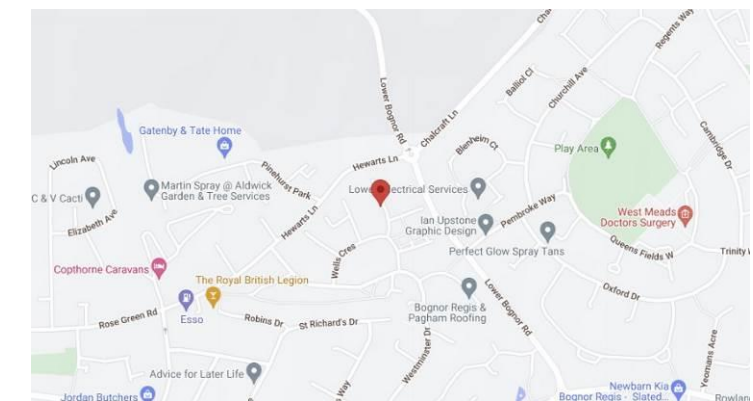 Cha
Regents Way
Balliol Cl
Churchill Ave
Lower Bognor Rd
Chalcraft Ln
Gatenby & Tate Home
Blenheim Ct
Play Area
Cambridge Dr
Lincoln Ave
Hewarts Ln
Pinehurst Park
Martin Spray @ Aldwick
Garden & Tree Services
Lowe
ectrical Services
C & V Cacti
Elizabeth Ave
Hewarts Ln
Ian Upstone
Graphic Design
Pembroke Way
West Meads
Doctors Surgery
Wells Cres
Perfect Glow Spray Tans
Queens Fields W
Trinity
Copthorne Caravans
The Royal British Legion
Oxford Dr
Lower Bognor Rd
Esso
Bognor Regis &
Pagham Roofing
Rose Green Rd
Robins Dr
St Richard's Dr
Westminster Dr
Yeomans Acre
Advice for Later Life
Way
Newbarn Kia
Bognor Regis - Slated...
Jordan Butchers
Rowlan